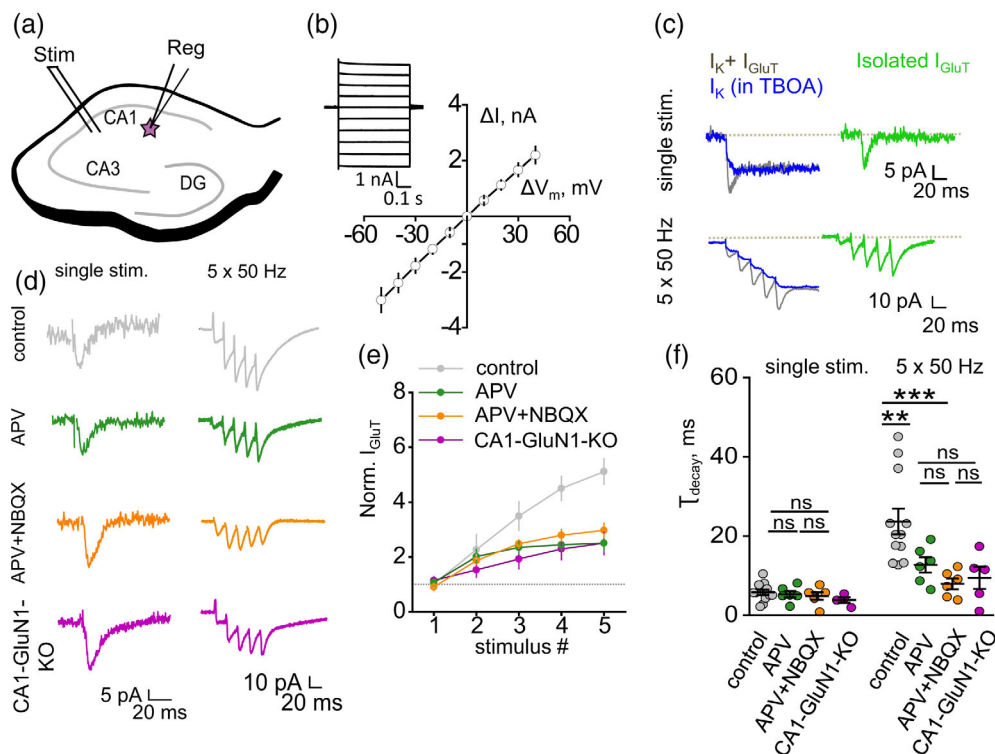 (a)
Stim
Reg
CA1
CA3
DG
(b)
4
ΔI, nA
2
1 nA
0.1 s
ΔVm, mV
-60
-30
0
30
60
-2
-4
(c)
IK + IGluT
IK (in TBOA)
Isolated IGluT
single stim.
5 pA
20 ms
5 x 50 Hz
10 pA
20 ms
(d)
single stim.
5 x 50 Hz
control
APV
APV+NBQX
CA1-GluN1-
KO
5 pA
20 ms
10 pA
20 ms
(e)
control
APV
APV+NBQX
CA1-GluN1-KO
Norm. IGluT
8
6
4
2
0
1
2
3
4
5
stimulus #
(f)
single stim.
5 x 50 Hz
τdecay, ms
60
40
20
0
***
**
ns
ns
ns
ns
ns
ns
control
APV
APV+NBQX
CA1-GluN1-KO
control
APV
APV+NBQX
CA1-GluN1-KO